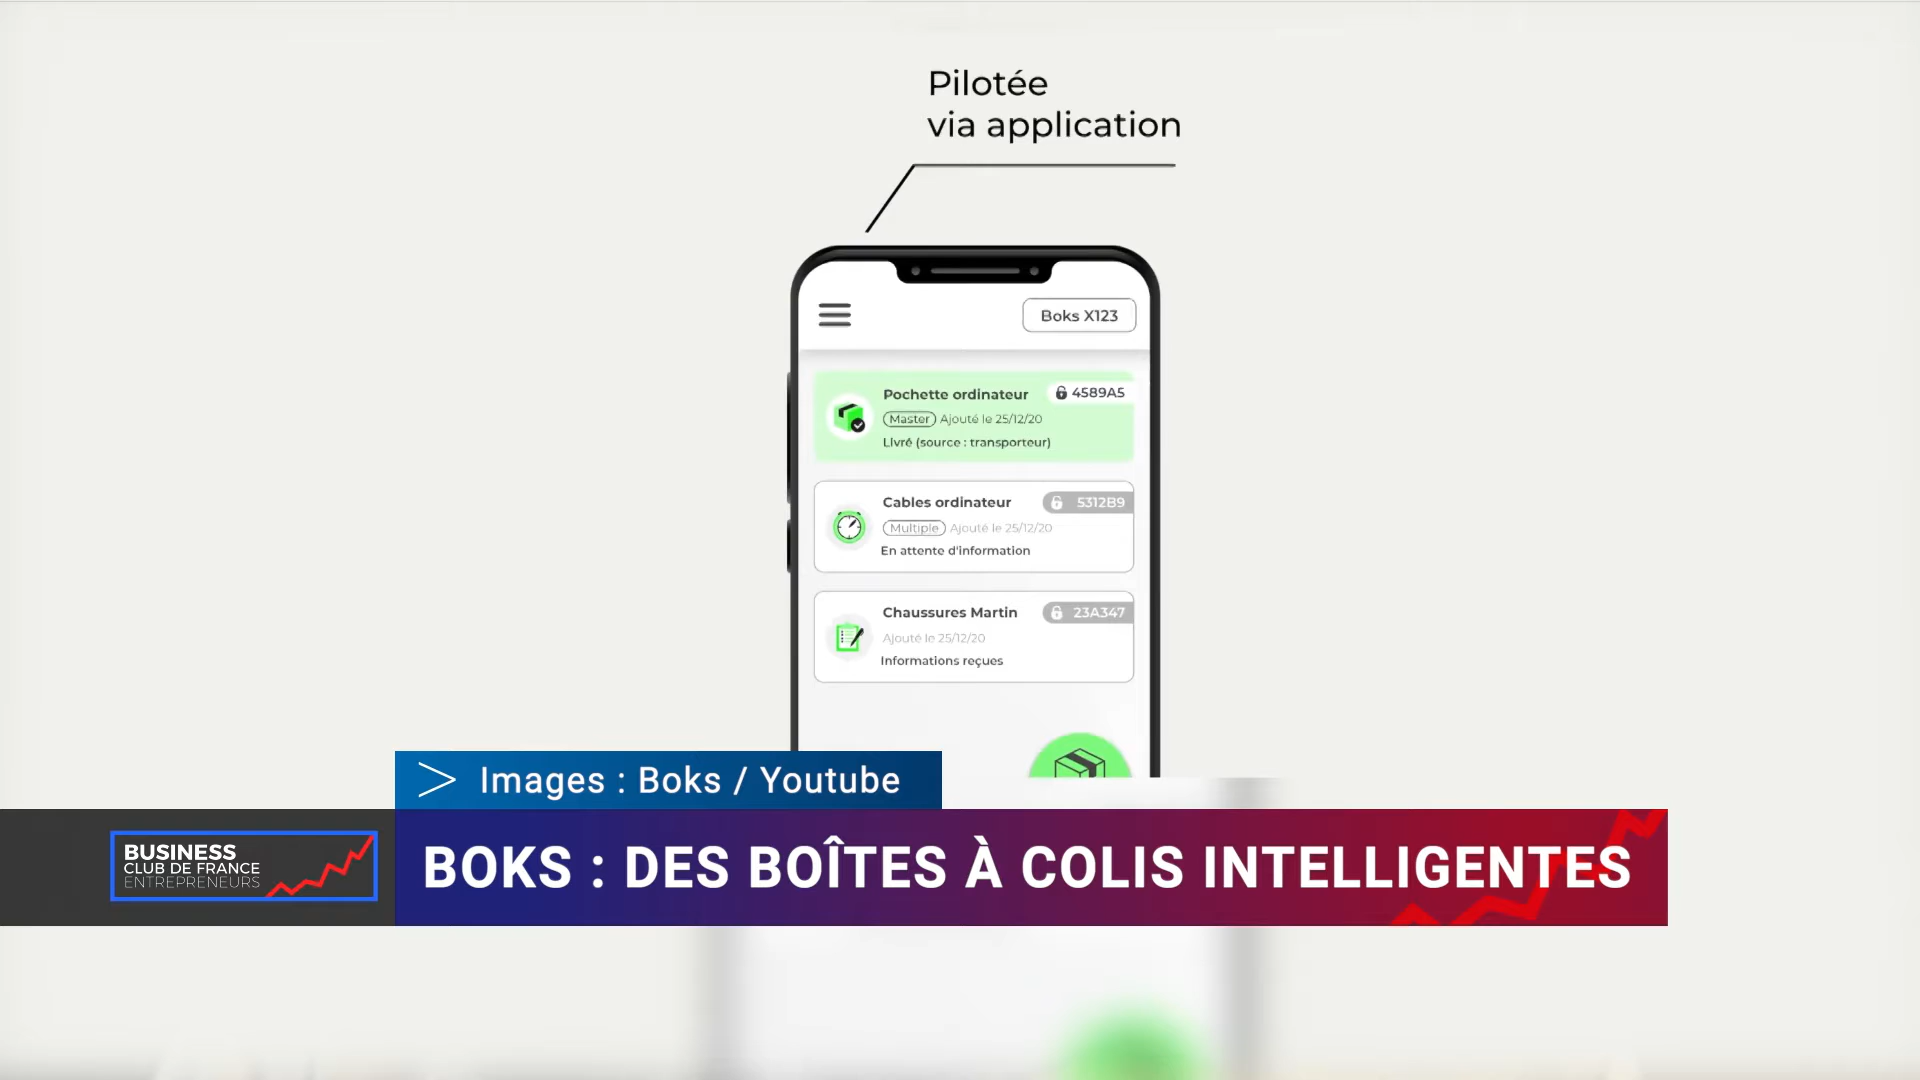 Pilotée
via application
Boks X123
Pochette ordinateur
4589A5
Master Ajouté le 25/12/20
Livré (source : transporteur)
Cables ordinateur
5312B9
Multiple Ajouté le 25/12/20
En attente d'information
Chaussures Martin
23A347
Ajouté le 25/12/20
Informations reçues
> Images : Boks / Youtube
BUSINESS
CLUB DE FRANCE
ENTREPRENEURS
BOKS : DES BOÎTES À COLIS INTELLIGENTES